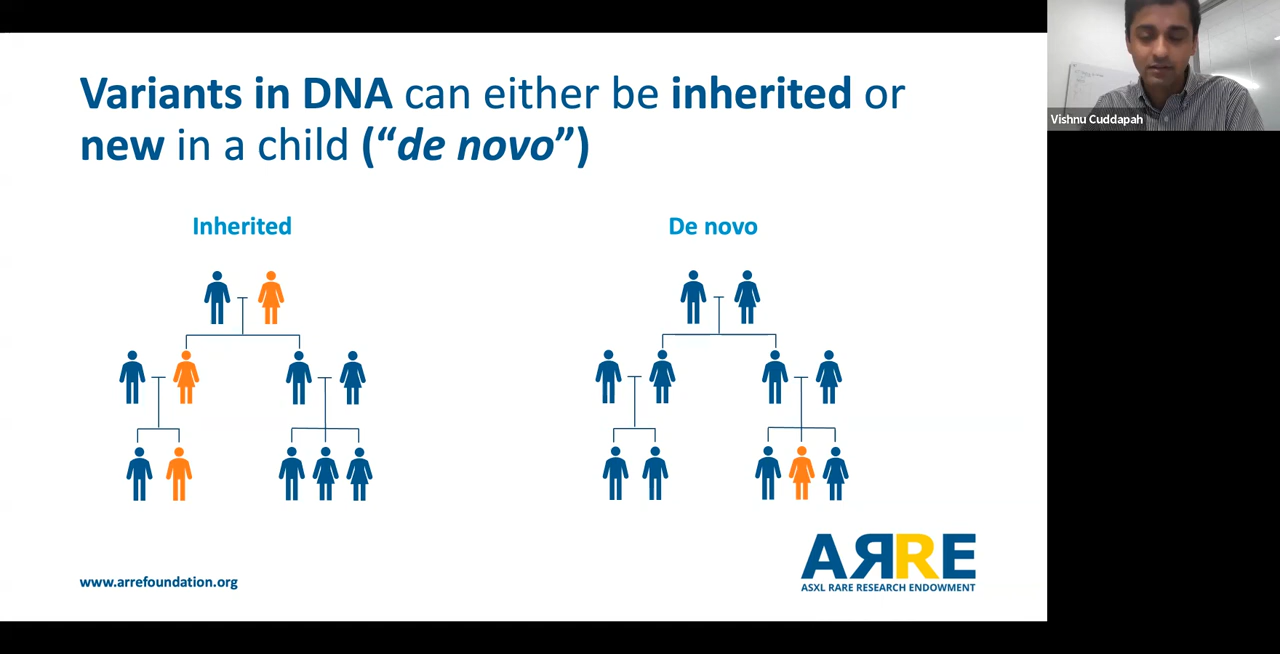 Variants in DNA can either be inherited or
new in a child (“de novo”)
Inherited
De novo
www.arrefoundation.org
AЯRE
ASXL RARE RESEARCH ENDOWMENT
Vishnu Cuddapah